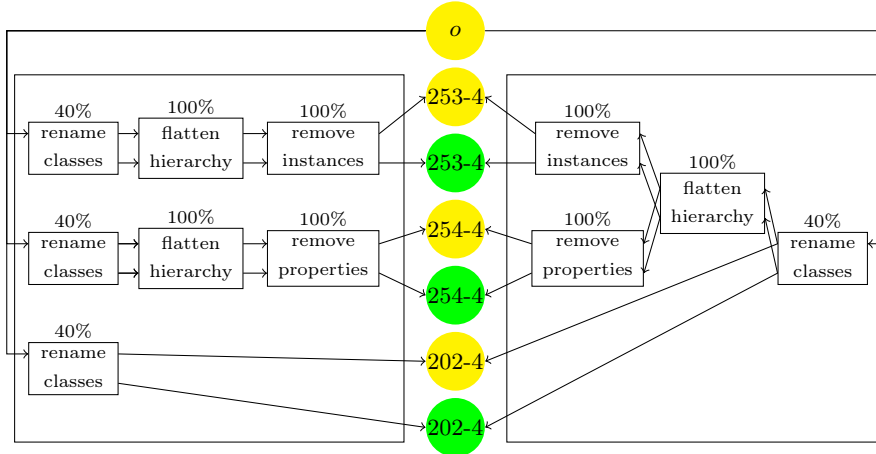 o
40%
rename
classes
100%
flatten
hierarchy
100%
remove
instances
253-4
253-4
100%
remove
instances
100%
flatten
hierarchy
40%
rename
classes
100%
flatten
hierarchy
100%
remove
properties
254-4
254-4
100%
remove
properties
40%
rename
classes
40%
rename
classes
202-4
202-4